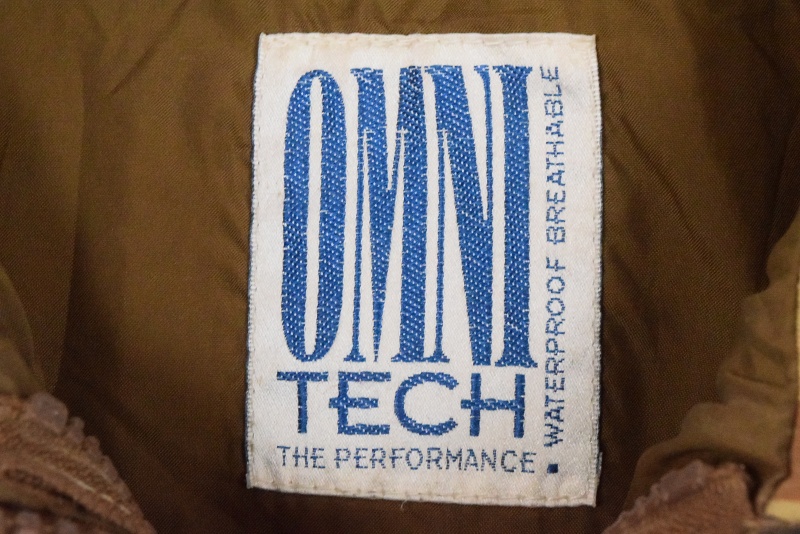 OMNI
TECH
THE PERFORMANCE
▪ WATERPROOF BREATHABLE